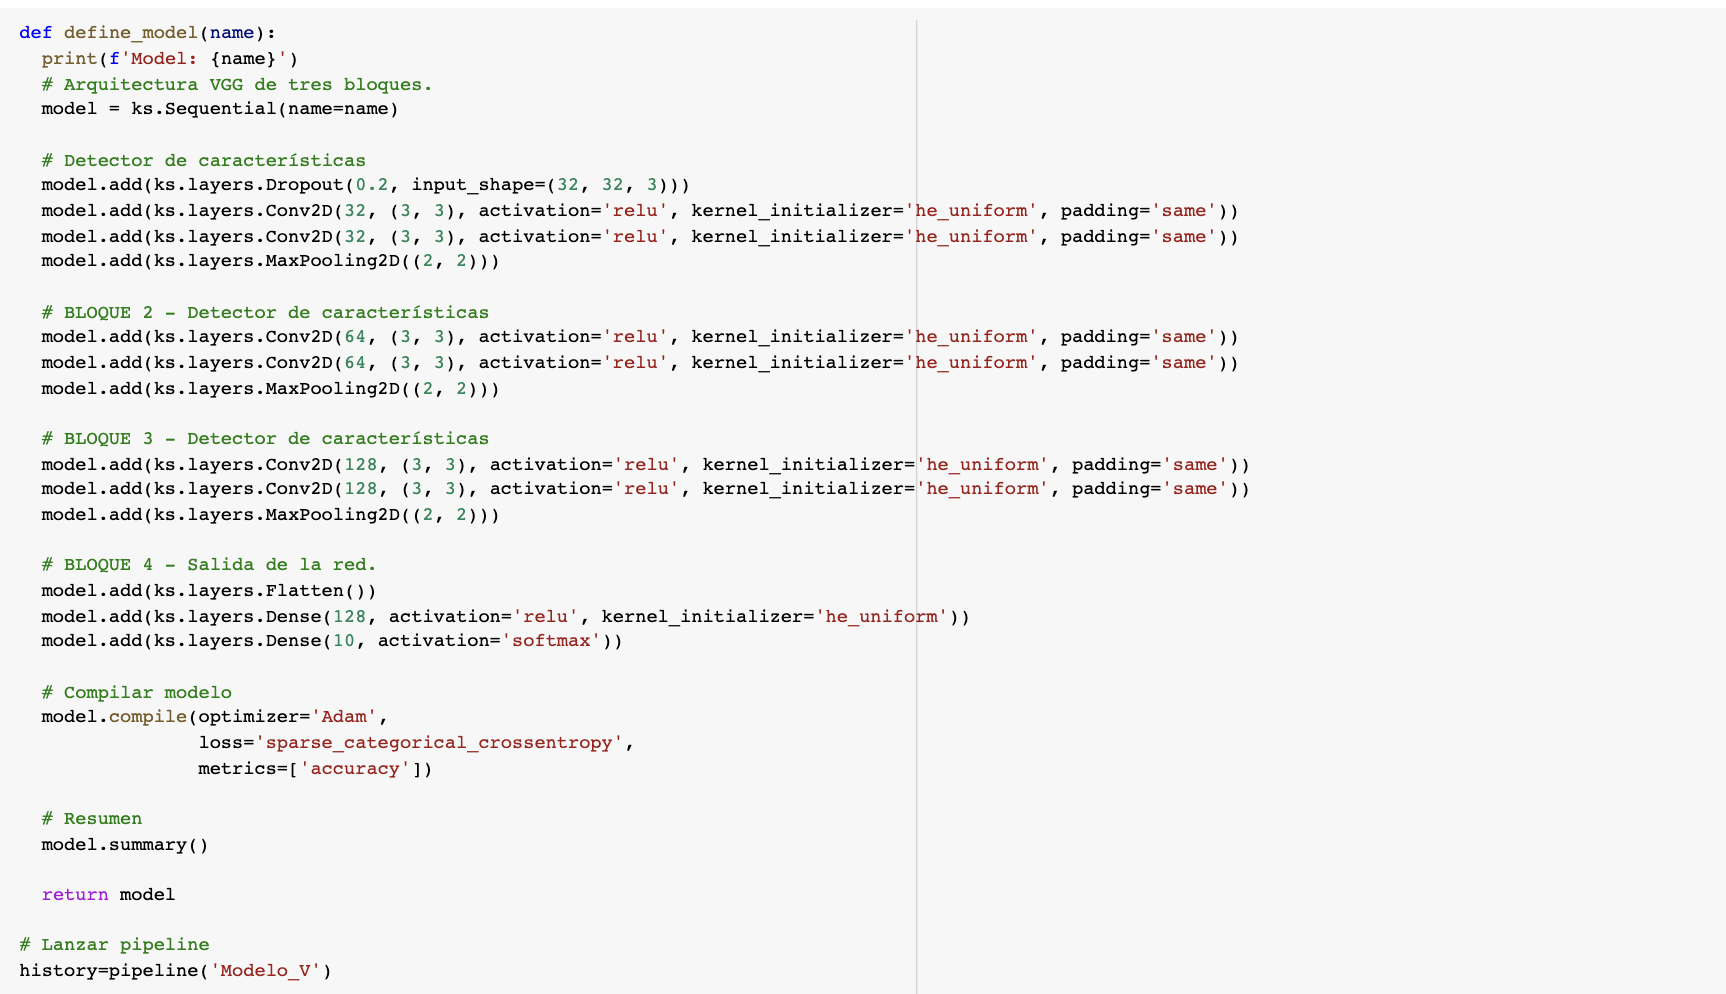 def define_model(name):
  print(f'Model: {name}')
  # Arquitectura VGG de tres bloques.
  model = ks.Sequential(name=name)

  # Detector de características
  model.add(ks.layers.Dropout(0.2, input_shape=(32, 32, 3)))
  model.add(ks.layers.Conv2D(32, (3, 3), activation='relu', kernel_initializer='he_uniform', padding='same'))
  model.add(ks.layers.Conv2D(32, (3, 3), activation='relu', kernel_initializer='he_uniform', padding='same'))
  model.add(ks.layers.MaxPooling2D((2, 2)))

  # BLOQUE 2 - Detector de características
  model.add(ks.layers.Conv2D(64, (3, 3), activation='relu', kernel_initializer='he_uniform', padding='same'))
  model.add(ks.layers.Conv2D(64, (3, 3), activation='relu', kernel_initializer='he_uniform', padding='same'))
  model.add(ks.layers.MaxPooling2D((2, 2)))

  # BLOQUE 3 - Detector de características
  model.add(ks.layers.Conv2D(128, (3, 3), activation='relu', kernel_initializer='he_uniform', padding='same'))
  model.add(ks.layers.Conv2D(128, (3, 3), activation='relu', kernel_initializer='he_uniform', padding='same'))
  model.add(ks.layers.MaxPooling2D((2, 2)))

  # BLOQUE 4 - Salida de la red.
  model.add(ks.layers.Flatten())
  model.add(ks.layers.Dense(128, activation='relu', kernel_initializer='he_uniform'))
  model.add(ks.layers.Dense(10, activation='softmax'))

  # Compilar modelo
  model.compile(optimizer='Adam',
                loss='sparse_categorical_crossentropy',
                metrics=['accuracy'])

  # Resumen
  model.summary()

  return model

# Lanzar pipeline
history=pipeline('Modelo_V')